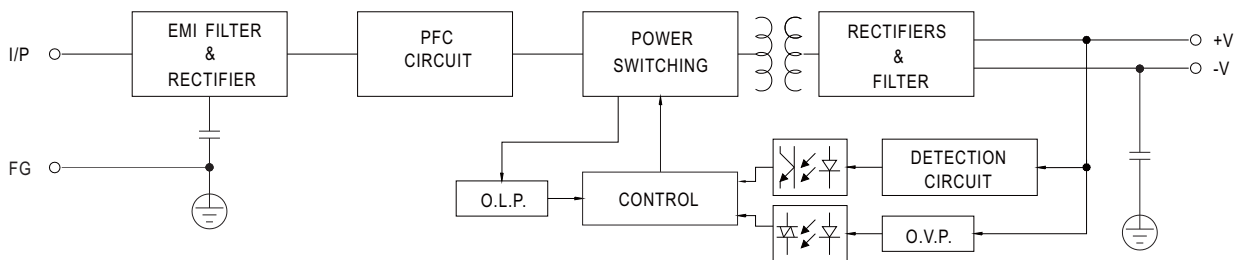 I/P
EMI FILTER
&
RECTIFIER
PFC
CIRCUIT
POWER
SWITCHING
RECTIFIERS
&
FILTER
+V
-V
FG
O.L.P.
CONTROL
DETECTION
CIRCUIT
O.V.P.